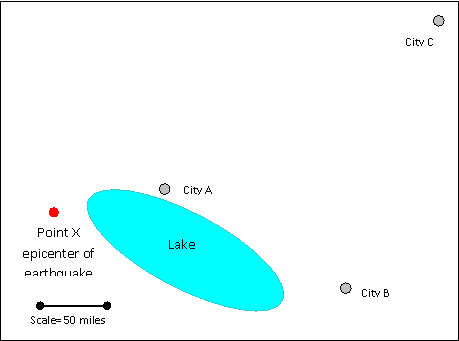 City C
City A
Point X
epicenter of
earthquake
Lake
City B
Scale=50 miles